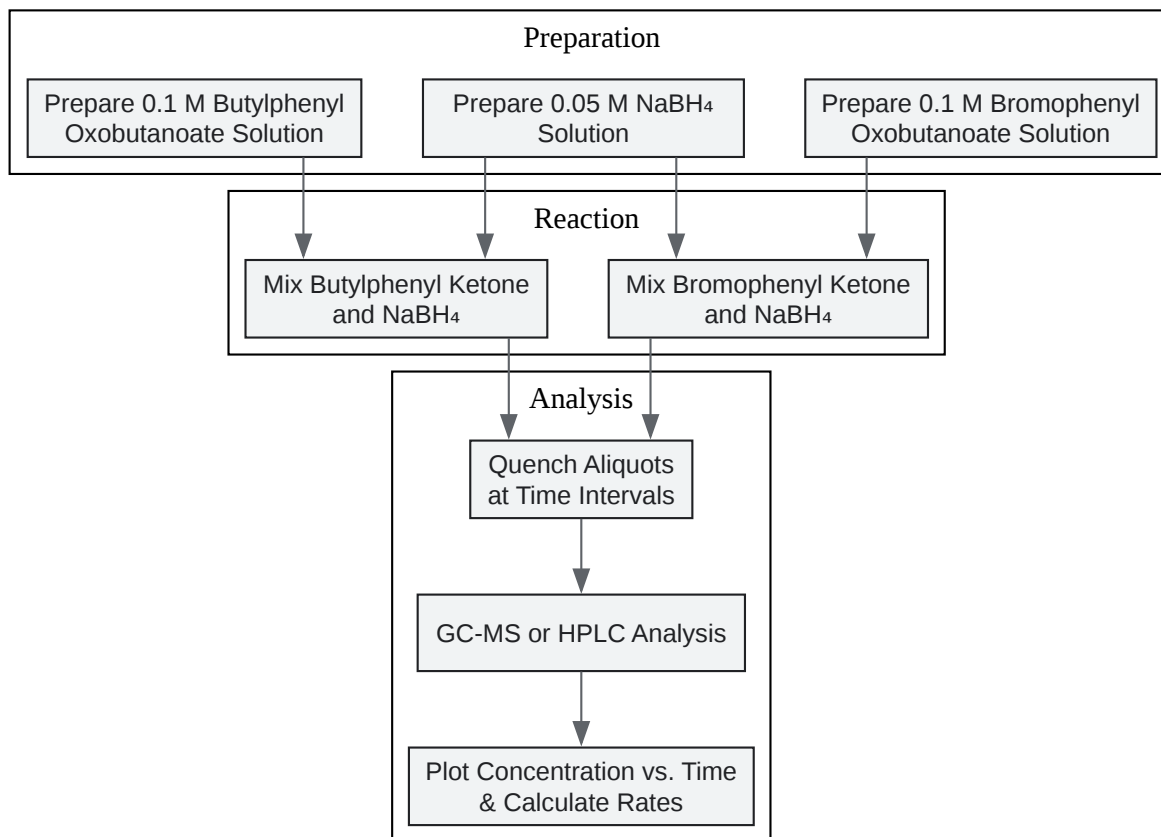 Preparation
Prepare 0.1 M Butylphenyl
Oxobutanoate Solution
Prepare 0.05 M NaBH₄
Solution
Prepare 0.1 M Bromophenyl
Oxobutanoate Solution
Reaction
Mix Butylphenyl Ketone
and NaBH₄
Mix Bromophenyl Ketone
and NaBH₄
Analysis
Quench Aliquots
at Time Intervals
GC-MS or HPLC Analysis
Plot Concentration vs. Time
& Calculate Rates